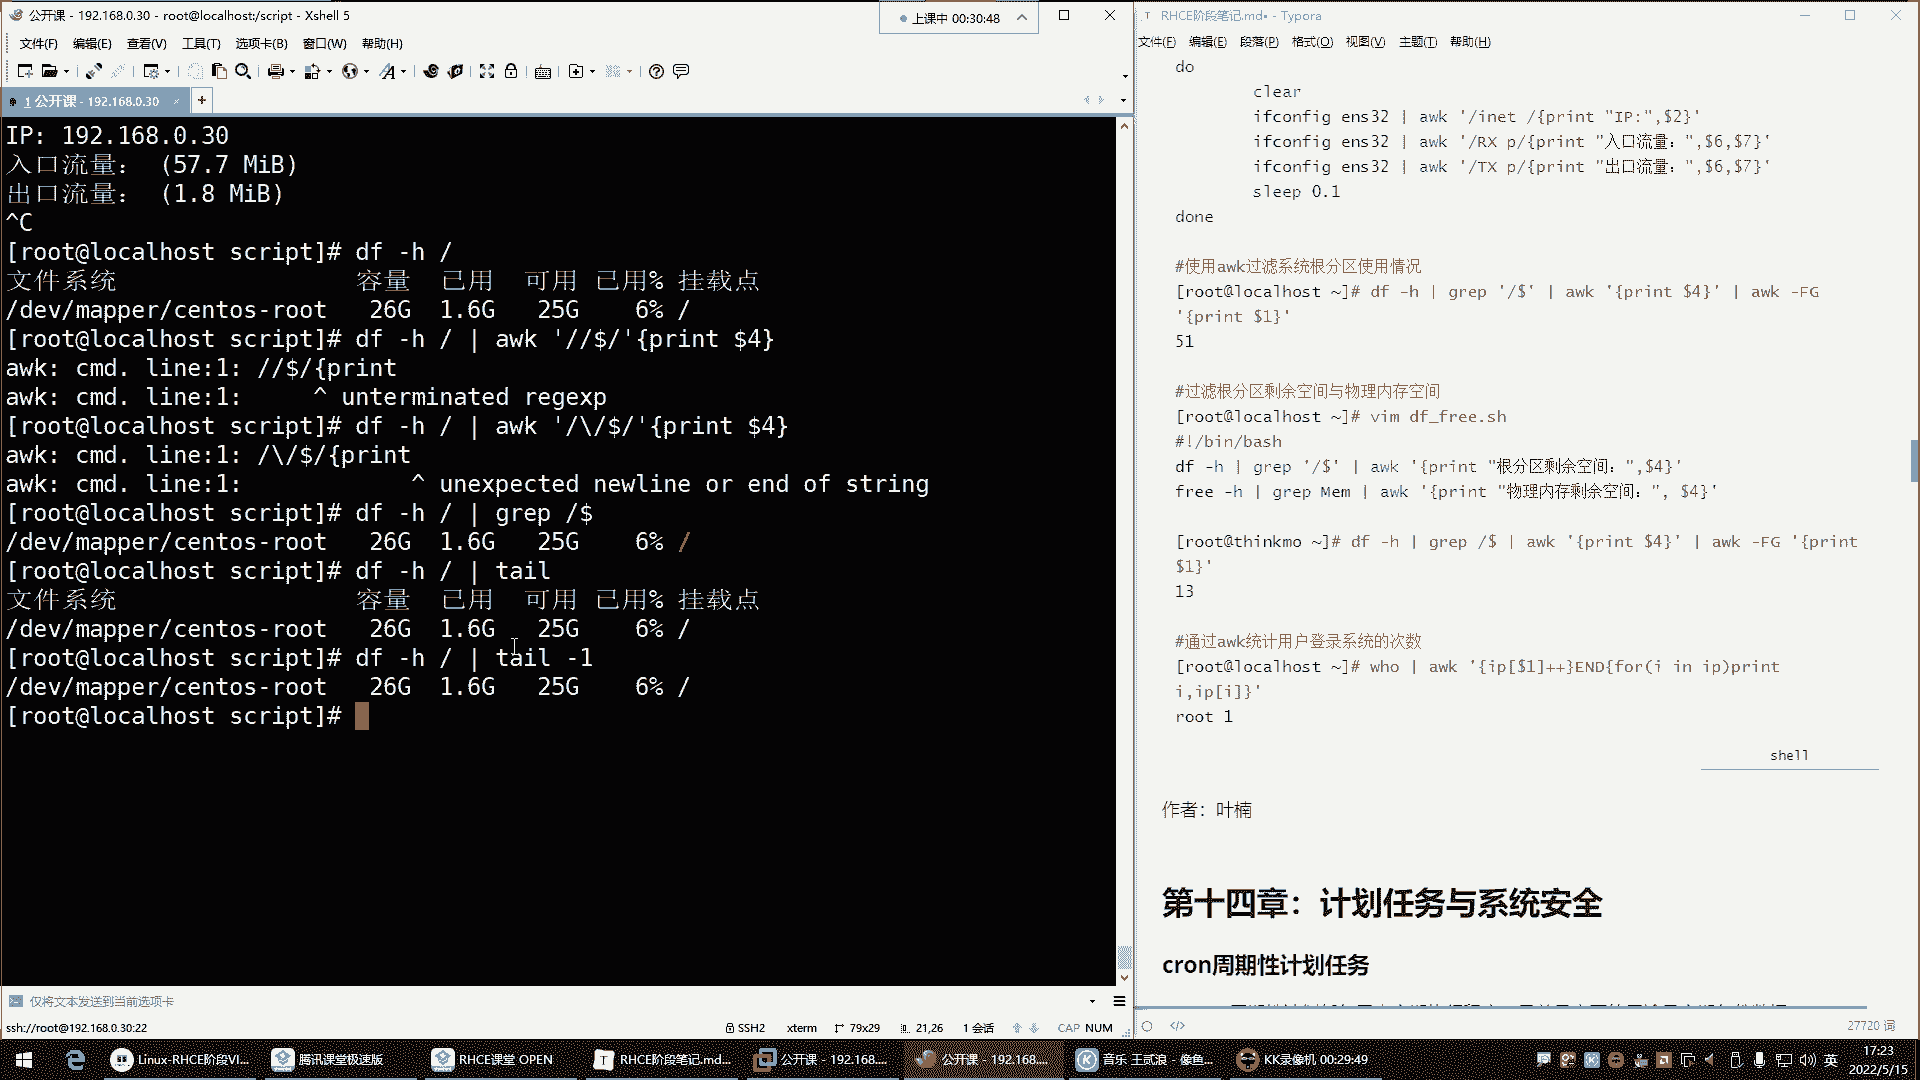 公开课 - 192.168.0.30 - root@localhost:/script - Xshell 5
上课中 00:30:48
文件(F) 编辑(E) 查看(V) 工具(T) 选项卡(B) 窗口(W) 帮助(H)
1 公开课 - 192.168.0.30
IP: 192.168.0.30
入口流量： (57.7 MiB)
出口流量： (1.8 MiB)
^C
[root@localhost script]# df -h /
文件系统 容量 已用 可用 已用% 挂载点
/dev/mapper/centos-root 26G 1.6G 25G 6% /
[root@localhost script]# df -h / | awk '//$/'{print $4}
awk: cmd. line:1: //$/{print
awk: cmd. line:1: ^ unterminated regexp
[root@localhost script]# df -h / | awk '/\/$/'{print $4}
awk: cmd. line:1: /\/$/{print
awk: cmd. line:1: ^ unexpected newline or end of string
[root@localhost script]# df -h / | grep /$
/dev/mapper/centos-root 26G 1.6G 25G 6% /
[root@localhost script]# df -h / | tail
文件系统 容量 已用 可用 已用% 挂载点
/dev/mapper/centos-root 26G 1.6G 25G 6% /
[root@localhost script]# df -h / | tail -1
/dev/mapper/centos-root 26G 1.6G 25G 6% /
[root@localhost script]#
仅将文本发送到当前选项卡
ssh://root@192.168.0.30:22 SSH2 xterm 79x29 21,26 1 会话 CAP NUM
RHCE阶段笔记.md• - Typora
文件(F) 编辑(E) 段落(P) 格式(O) 视图(V) 主题(T) 帮助(H)
do
clear
ifconfig ens32 | awk '/inet /{print "IP:",$2}'
ifconfig ens32 | awk '/RX p/{print "入口流量：",$6,$7}'
ifconfig ens32 | awk '/TX p/{print "出口流量：",$6,$7}'
sleep 0.1
done
#使用awk过滤系统根分区使用情况
[root@localhost ~]# df -h | grep '/$' | awk '{print $4}' | awk -FG
'{print $1}'
51
#过滤根分区剩余空间与物理内存空间
[root@localhost ~]# vim df_free.sh
#!/bin/bash
df -h | grep '/$' | awk '{print "根分区剩余空间：",$4}'
free -h | grep Mem | awk '{print "物理内存剩余空间：", $4}'
[root@thinkmo ~]# df -h | grep /$ | awk '{print $4}' | awk -FG '{print
$1}'
13
#通过awk统计用户登录系统的次数
[root@localhost ~]# who | awk '{ip[$1]++}END{for(i in ip)print
i,ip[i]}'
root 1
shell
作者：叶楠
第十四章：计划任务与系统安全
cron周期性计划任务
27720 词
Linux-RHCE阶段VI... 腾讯课堂极速版 RHCE课堂 OPEN RHCE阶段笔记.md... 公开课 - 192.168.... 公开课 - 192.168.... 音乐 王贰浪 - 像鱼... KK录像机 00:29:49 英
17:23
2022/5/15